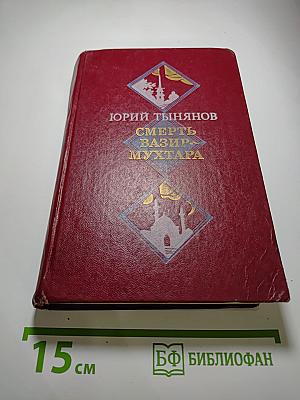 ЮРИЙ ТЫНЯНОВ
СМЕРТЬ
ВАЗИР-
МУХТАРА
15 см
БФ БИБЛИОФАН